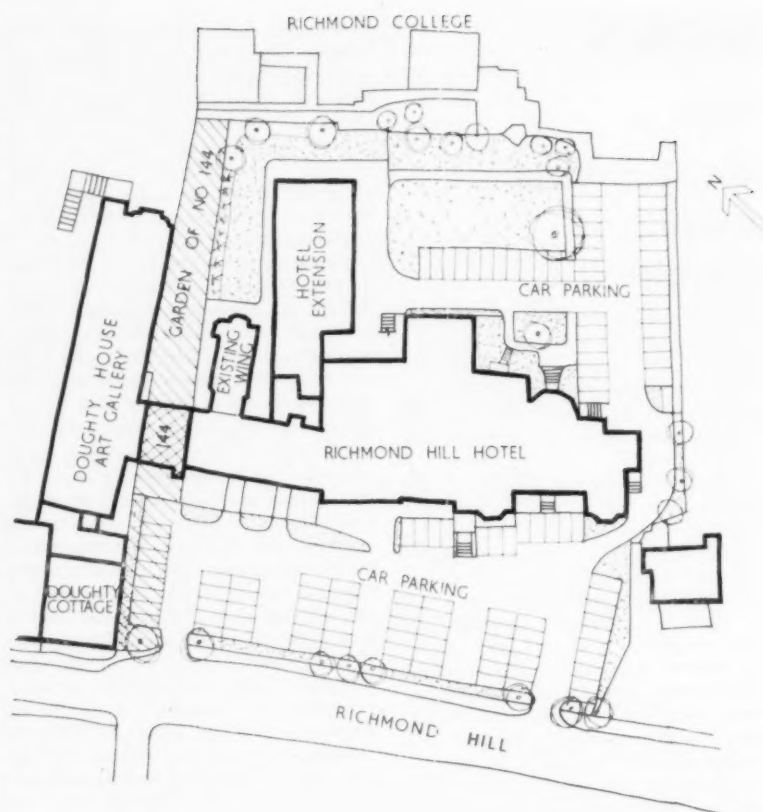 RICHMOND COLLEGE
N
GARDEN OF NO 144
HOTEL
EXTENSION
CAR PARKING
DOUGHTY HOUSE
ART GALLERY
EXISTING
WING
144
RICHMOND HILL HOTEL
CAR PARKING
DOUGHTY
COTTAGE
RICHMOND HILL